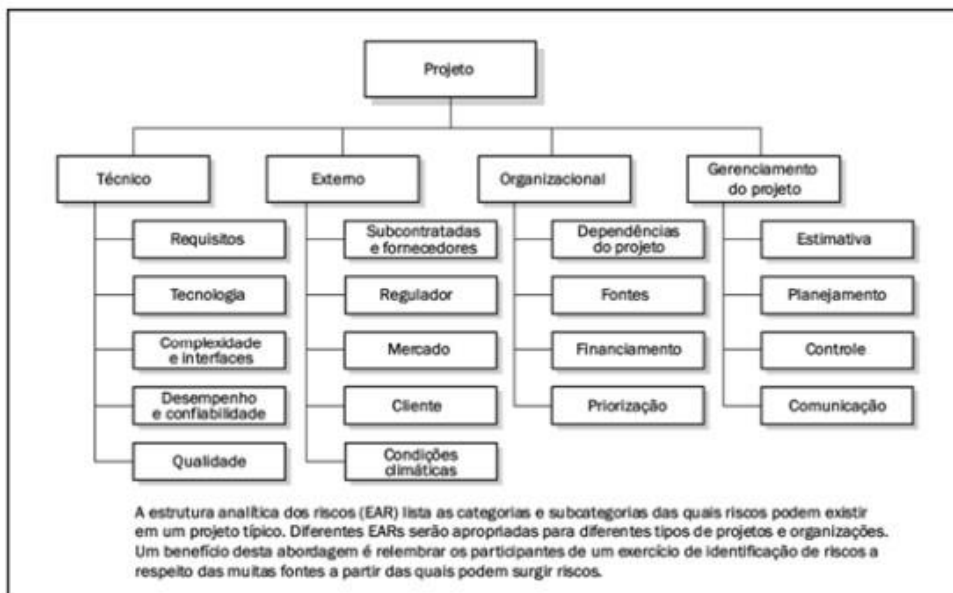 Projeto
Técnico
Externo
Organizacional
Gerenciamento
do projeto
Requisitos
Subcontratadas
e fornecedores
Dependências
do projeto
Estimativa
Tecnologia
Regulador
Fontes
Planejamento
Complexidade
e interfaces
Mercado
Financiamento
Controle
Desempenho
e confiabilidade
Cliente
Priorização
Comunicação
Qualidade
Condições
climáticas
A estrutura analítica dos riscos (EAR) lista as categorias e subcategorias das quais riscos podem existir
em um projeto típico. Diferentes EARs serão apropriadas para diferentes tipos de projetos e organizações.
Um benefício desta abordagem é relembrar os participantes de um exercício de identificação de riscos a
respeito das muitas fontes a partir das quais podem surgir riscos.